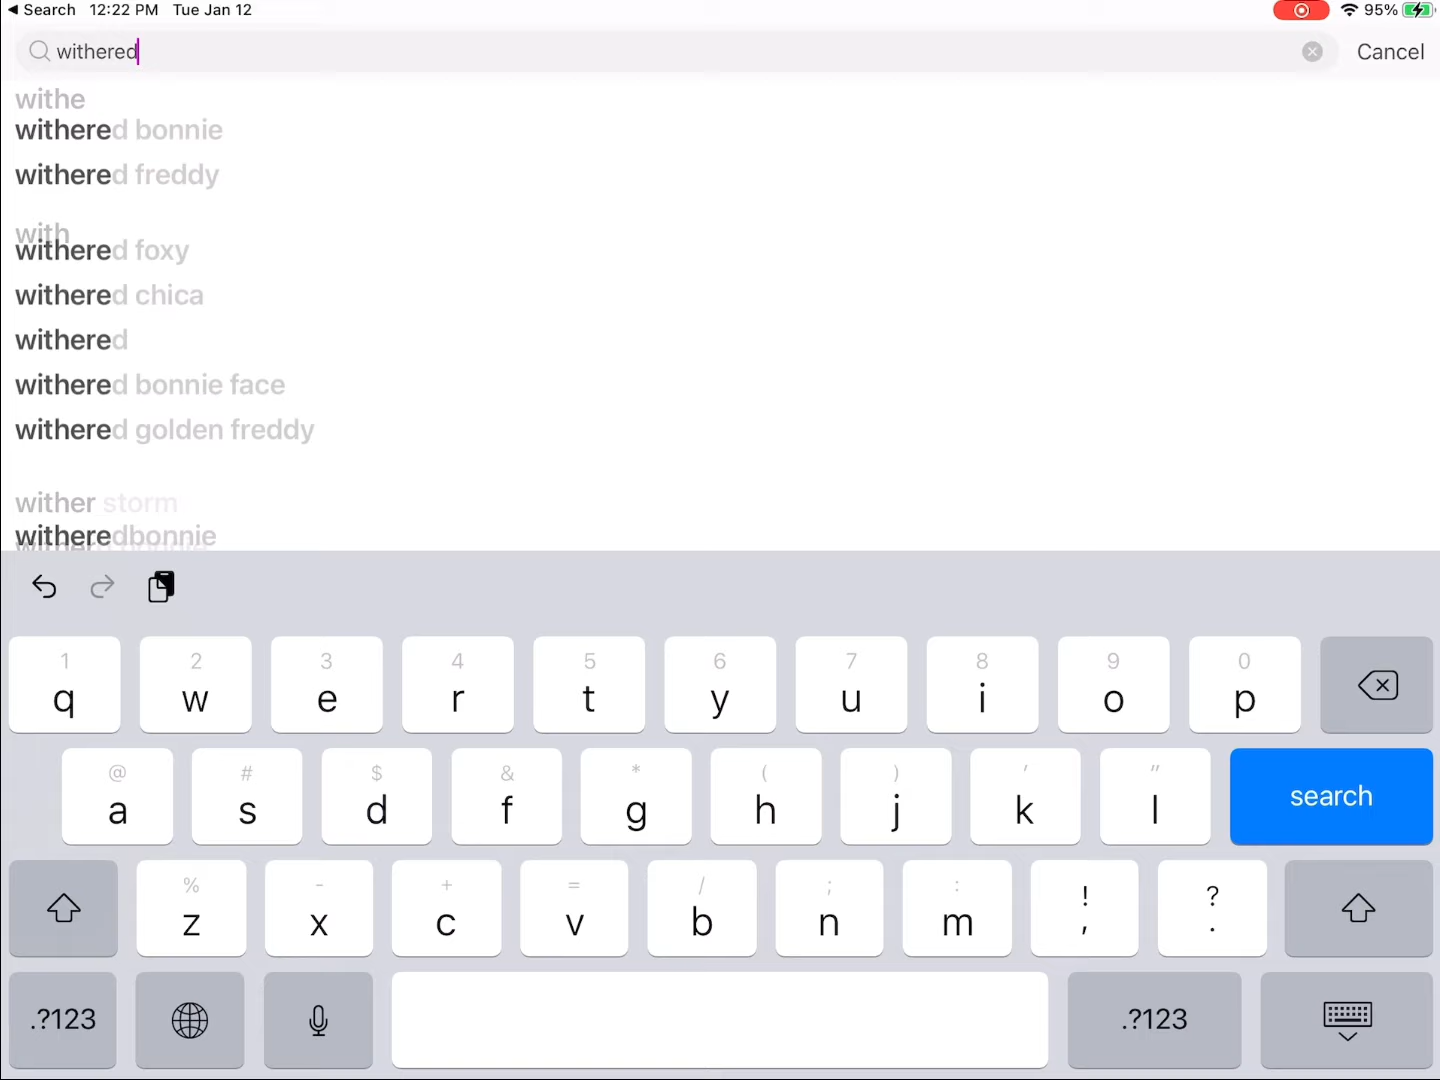 ◀ Search 12:22 PM Tue Jan 12 95%
withered Cancel
withe
withered bonnie
withered freddy
with
withered foxy
withered chica
withered
withered bonnie face
withered golden freddy
wither storm
witheredbonnie
1 2 3 4 5 6 7 8 9 0
q w e r t y u i o p
@ # $ & * ( ) ' "
a s d f g h j k l search
% - + = / ; : ! ?
z x c v b n m , .
.?123 .?123